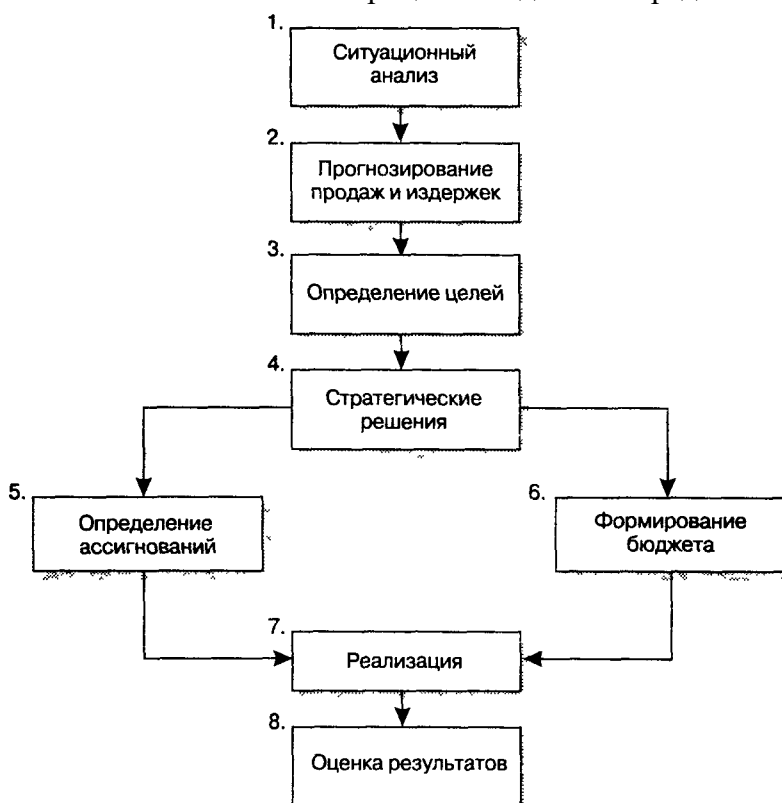 1.
Ситуационный
анализ
2.
Прогнозирование
продаж и издержек
3.
Определение целей
4.
Стратегические
решения
5.
Определение
ассигнований
6.
Формирование
бюджета
7.
Реализация
8.
Оценка результатов